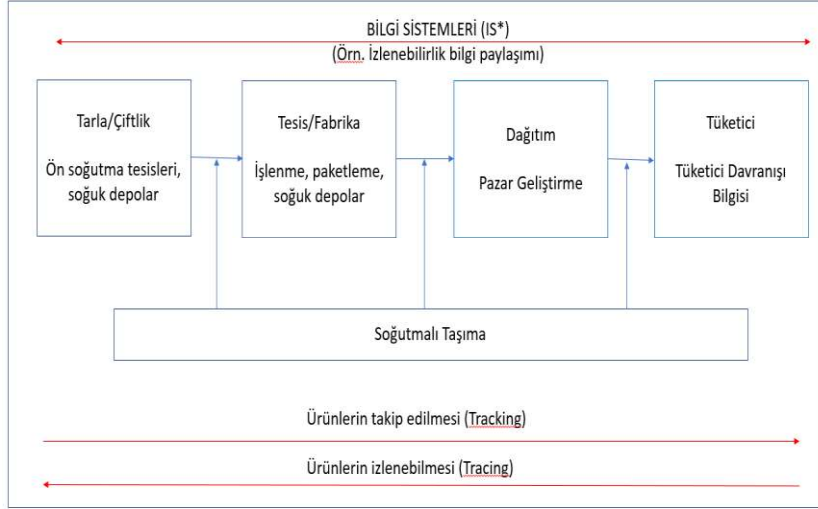 BİLGİ SİSTEMLERİ (IS*)
(Örn. İzlenebilirlik bilgi paylaşımı)
Tarla/Çiftlik
Ön soğutma tesisleri,
soğuk depolar
Tesis/Fabrika
İşlenme, paketleme,
soğuk depolar
Dağıtım
Pazar Geliştirme
Tüketici
Tüketici Davranışı
Bilgisi
Soğutmalı Taşıma
Ürünlerin takip edilmesi (Tracking)
Ürünlerin izlenebilmesi (Tracing)